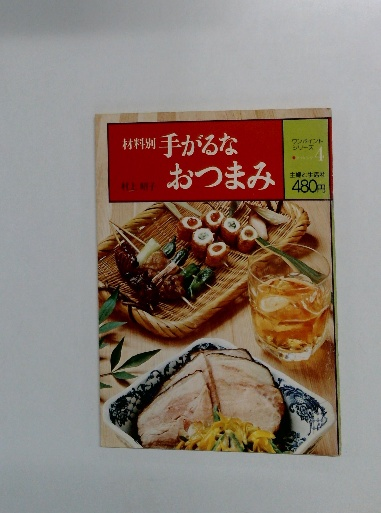 材料別 手がるな
おつまみ
ワンポイント
シリーズ
4
主婦と生活社
480円